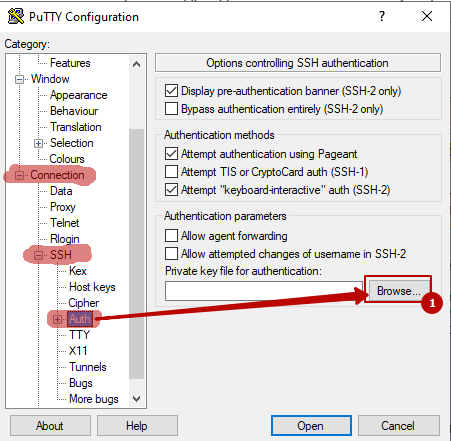 PuTTY Configuration
Category:
Features
Window
Appearance
Behaviour
Translation
Selection
Colours
Connection
Data
Proxy
Telnet
Rlogin
SSH
Kex
Host keys
Cipher
Auth
TTY
X11
Tunnels
Bugs
More bugs
Options controlling SSH authentication
Display pre-authentication banner (SSH-2 only)
Bypass authentication entirely (SSH-2 only)
Authentication methods
Attempt authentication using Pageant
Attempt TIS or CryptoCard auth (SSH-1)
Attempt "keyboard-interactive" auth (SSH-2)
Authentication parameters
Allow agent forwarding
Allow attempted changes of username in SSH-2
Private key file for authentication:
Browse...
1
About
Help
Open
Cancel